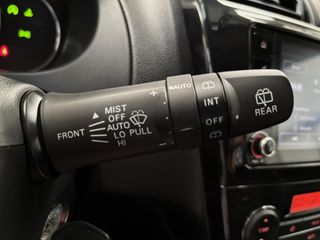 MIST
OFF
AUTO
LO
HI
FRONT
PULL
+
AUTO
-
INT
OFF
REAR